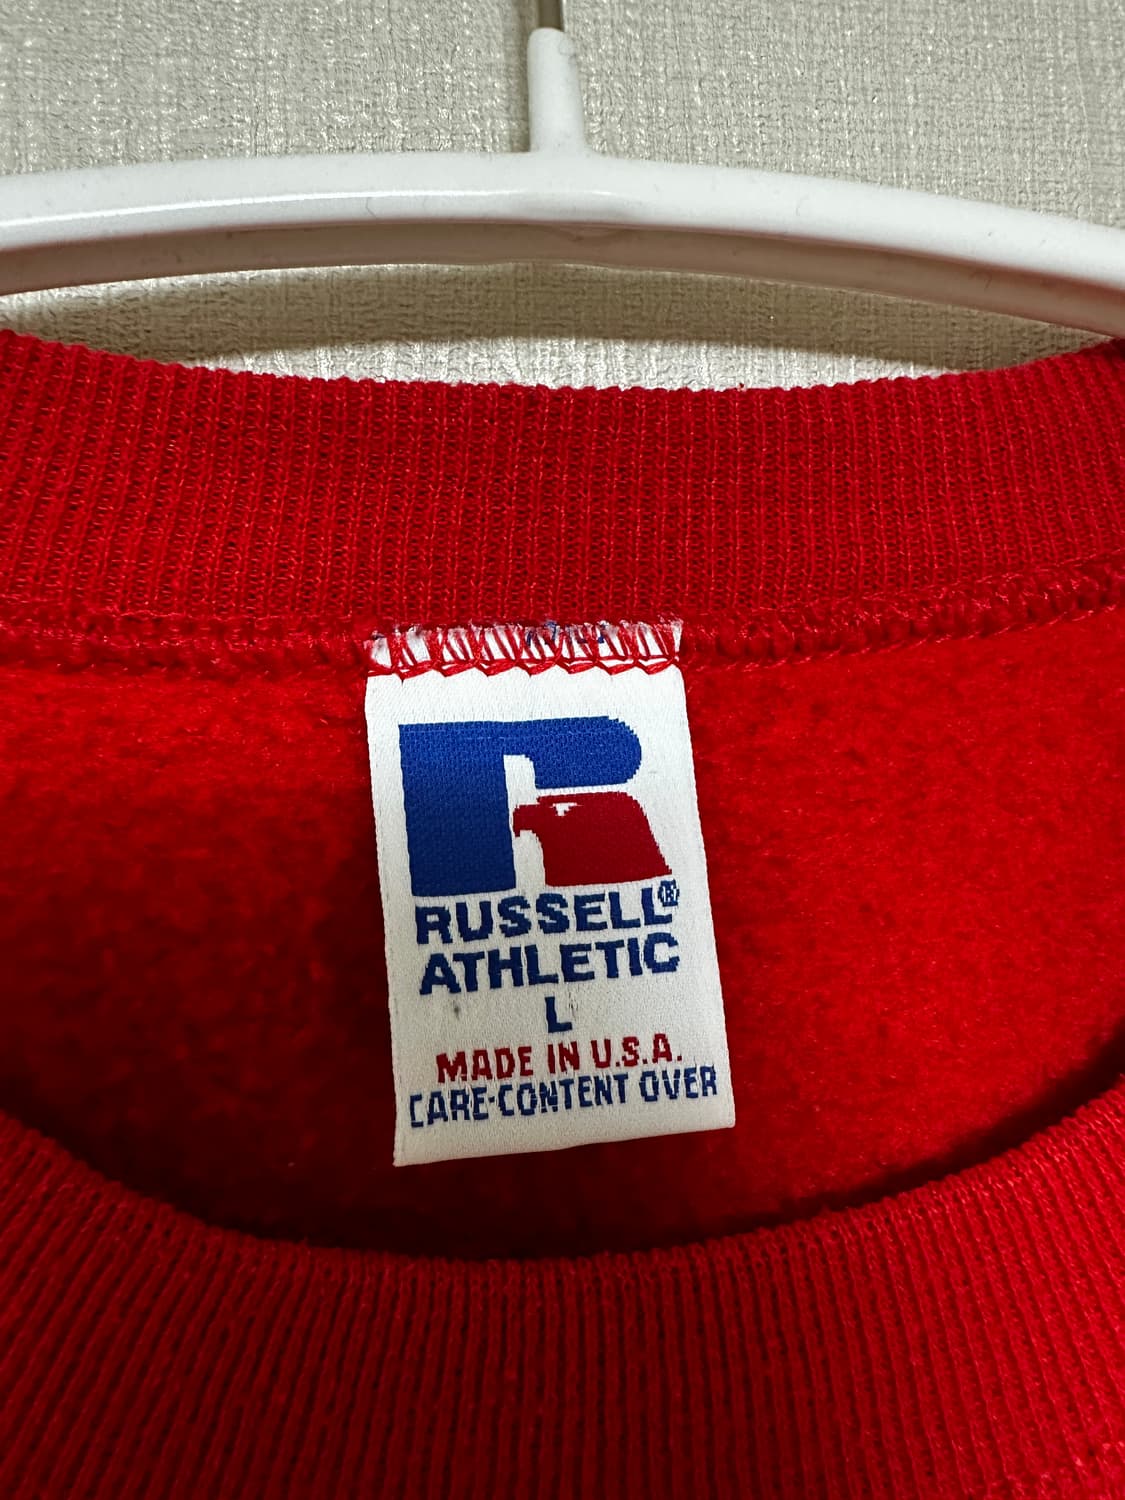 RUSSELL®
ATHLETIC
L
MADE IN U.S.A.
CARE-CONTENT OVER